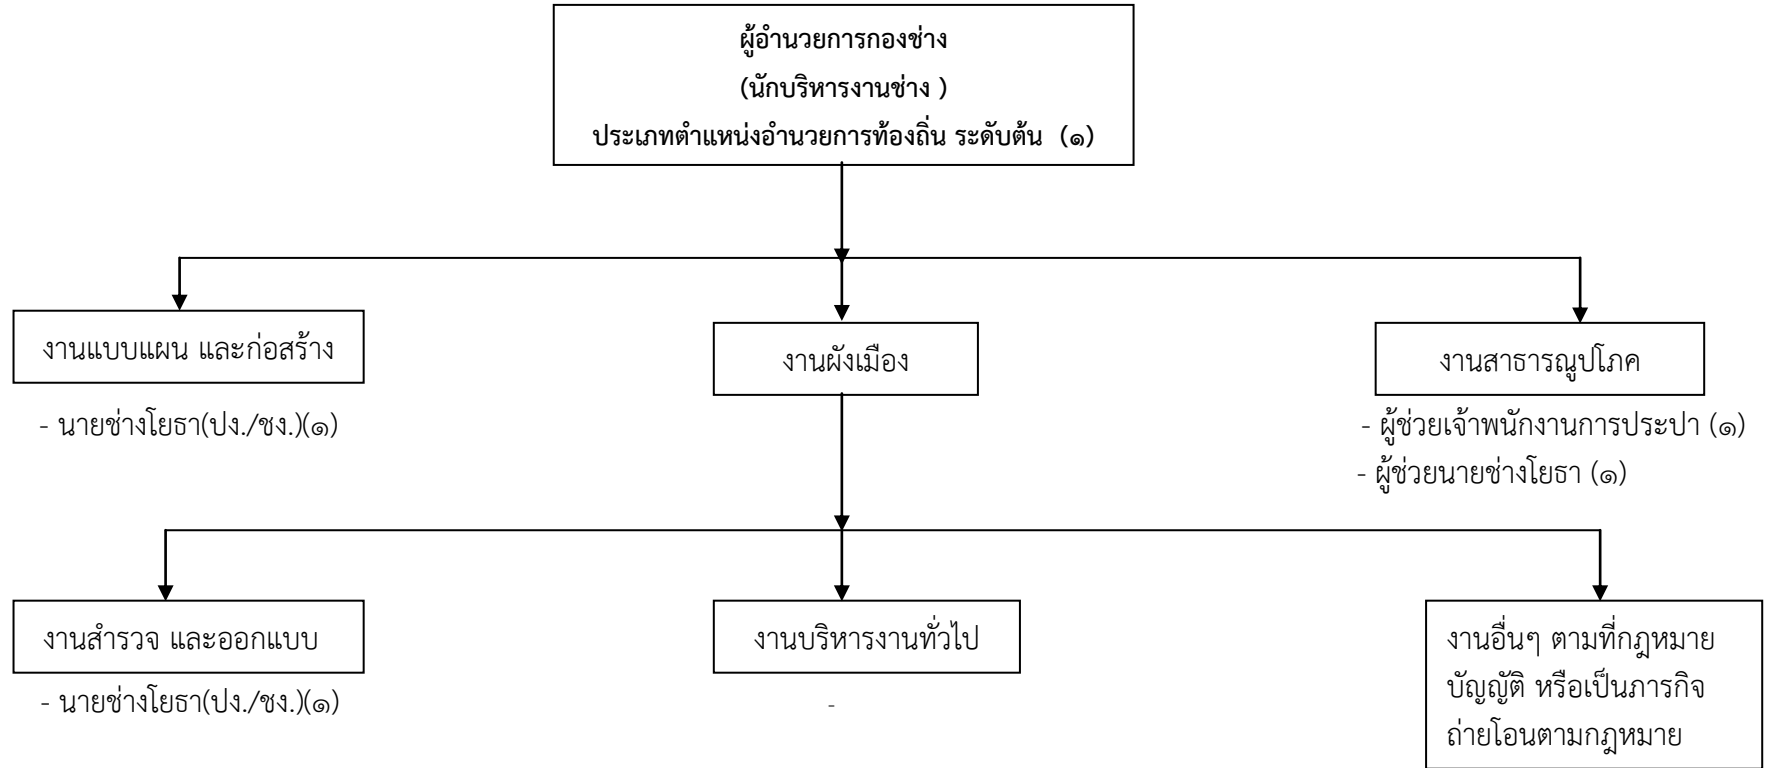 ผู้อำนวยการกองช่าง
(นักบริหารงานช่าง )
ประเภทตำแหน่งอำนวยการท้องถิ่น ระดับต้น (๑)
งานแบบแผน และก่อสร้าง
งานผังเมือง
งานสาธารณูปโภค
- นายช่างโยธา(ปง./ชง.)(๑)
- ผู้ช่วยเจ้าพนักงานการประปา (๑)
- ผู้ช่วยนายช่างโยธา (๑)
งานสำรวจ และออกแบบ
- นายช่างโยธา(ปง./ชง.)(๑)
งานบริหารงานทั่วไป
-
งานอื่นๆ ตามที่กฎหมาย
บัญญัติ หรือเป็นภารกิจ
ถ่ายโอนตามกฎหมาย